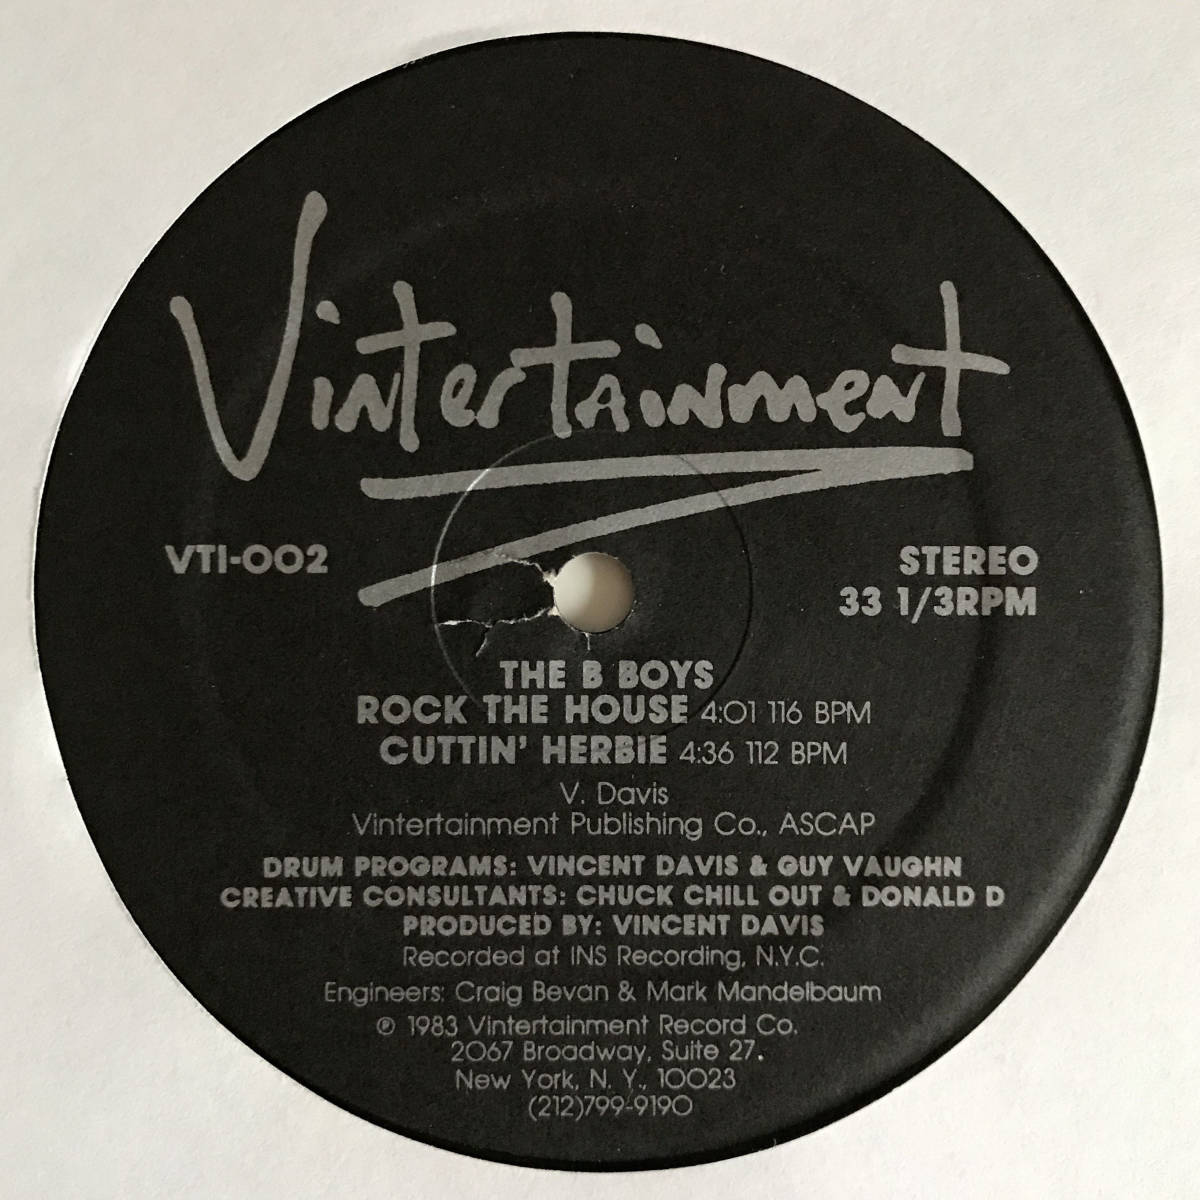 Vintertainment
VTI-002
STEREO
33 1/3RPM
THE B BOYS
ROCK THE HOUSE 4:01 116 BPM
CUTTIN' HERBIE 4:36 112 BPM
V. Davis
Vintertainment Publishing Co., ASCAP
DRUM PROGRAMS: VINCENT DAVIS & GUY VAUGHN
CREATIVE CONSULTANTS: CHUCK CHILL OUT & DONALD D
PRODUCED BY: VINCENT DAVIS
Recorded at INS Recording, N.Y.C.
Engineers: Craig Bevan & Mark Mandelbaum
℗ 1983 Vintertainment Record Co.
2067 Broadway, Suite 27.
New York, N. Y., 10023
(212)799-9190